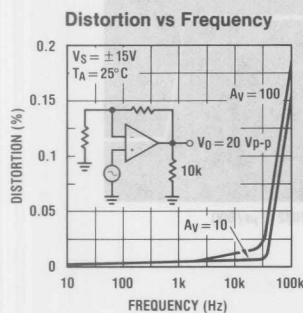 Distortion vs Frequency
0.2
0.15
0.1
0.05
0
DISTORTION (%)
VS = ±15V
TA = 25°C
AV = 100
VO = 20 Vp-p
10k
AV = 10
10
100
1k
10k
100k
FREQUENCY (Hz)